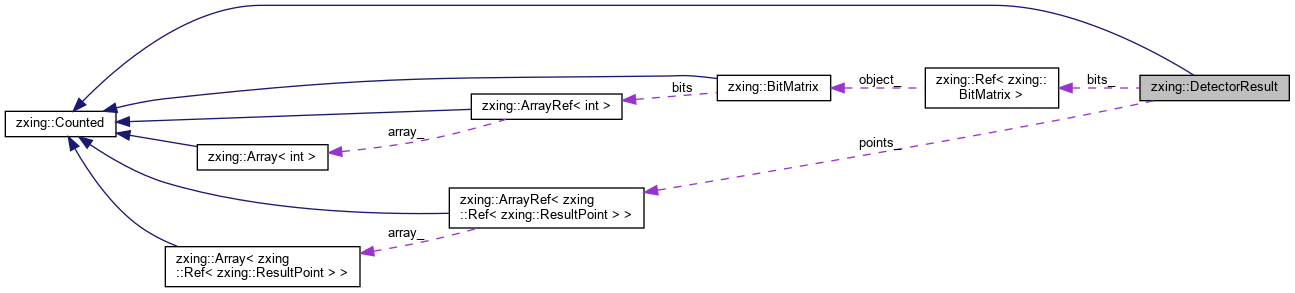 zxing::Counted
zxing::Array< int >
array_
zxing::ArrayRef< int >
bits
zxing::BitMatrix
object_
zxing::Ref< zxing::
BitMatrix >
bits_
zxing::DetectorResult
points_
zxing::ArrayRef< zxing
::Ref< zxing::ResultPoint > >
array_
zxing::Array< zxing
::Ref< zxing::ResultPoint > >